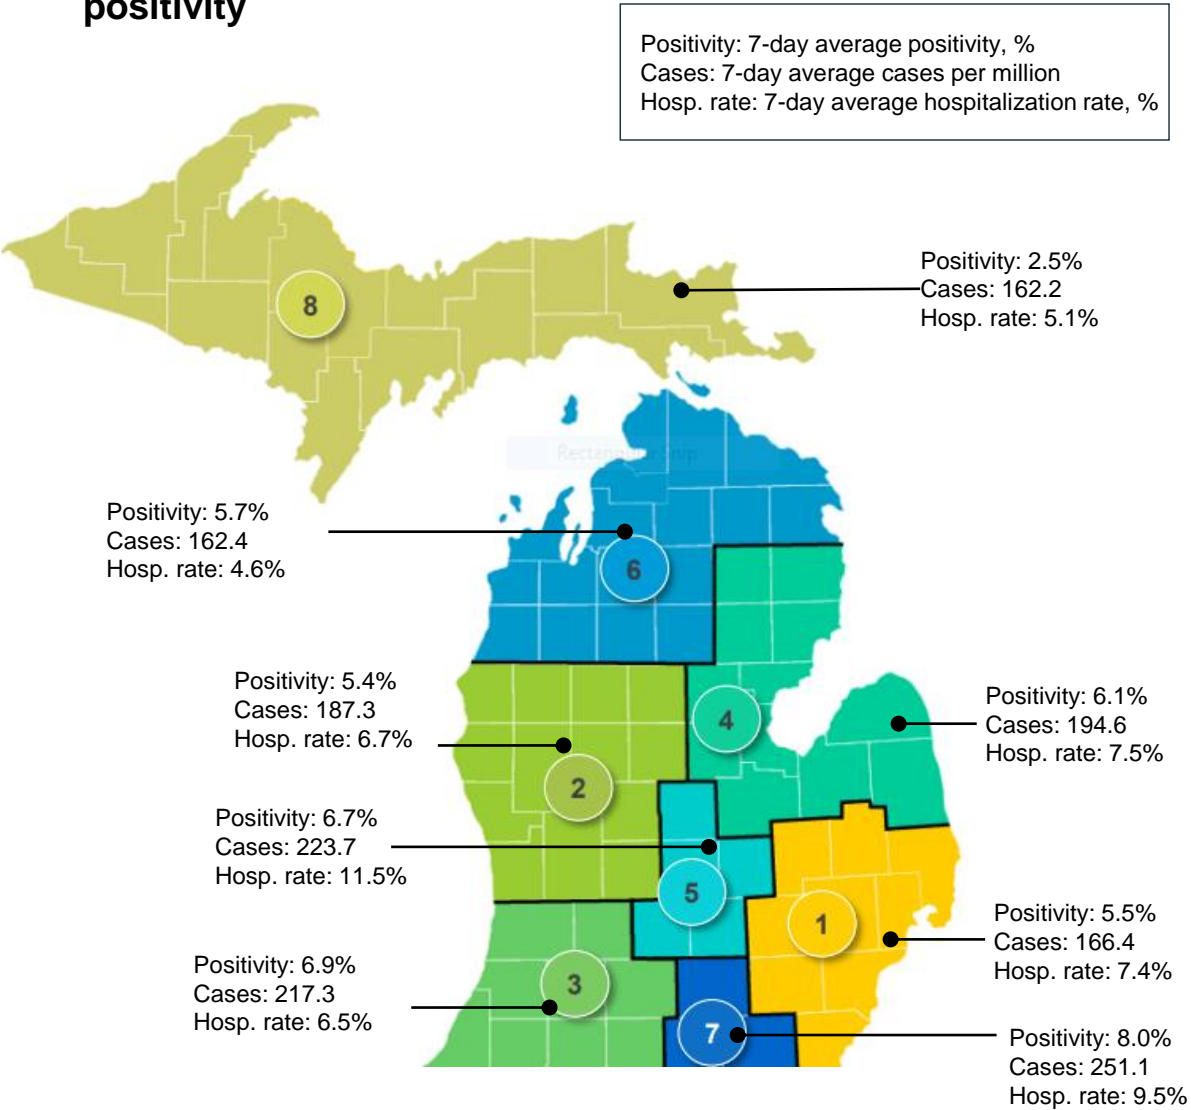 positivity
Positivity: 7-day average positivity, %
Cases: 7-day average cases per million
Hosp. rate: 7-day average hospitalization rate, %
Positivity: 2.5%
Cases: 162.2
Hosp. rate: 5.1%
8
Rectangular Snip
Positivity: 5.7%
Cases: 162.4
Hosp. rate: 4.6%
6
Positivity: 5.4%
Cases: 187.3
Hosp. rate: 6.7%
2
4
Positivity: 6.1%
Cases: 194.6
Hosp. rate: 7.5%
Positivity: 6.7%
Cases: 223.7
Hosp. rate: 11.5%
5
1
Positivity: 5.5%
Cases: 166.4
Hosp. rate: 7.4%
Positivity: 6.9%
Cases: 217.3
Hosp. rate: 6.5%
3
7
Positivity: 8.0%
Cases: 251.1
Hosp. rate: 9.5%